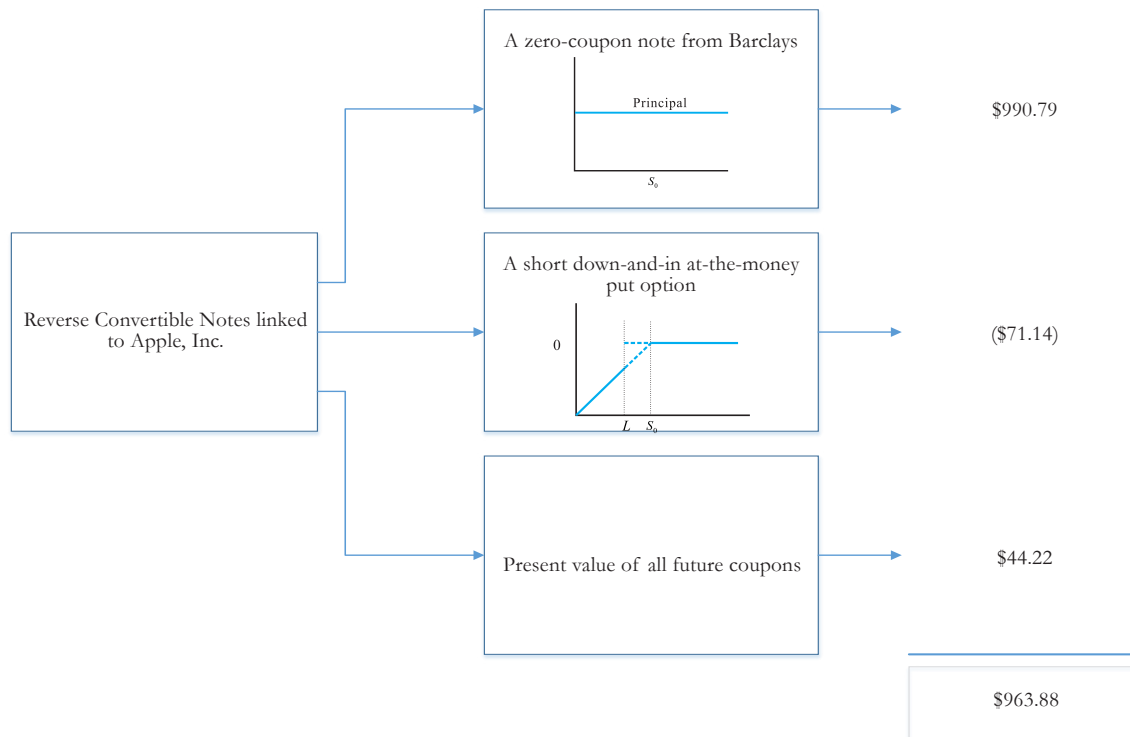 A zero-coupon note from Barclays
Principal
S₀
$990.79
Reverse Convertible Notes linked
to Apple, Inc.
A short down-and-in at-the-money
put option
0
L S₀
($71.14)
Present value of all future coupons
$44.22
$963.88